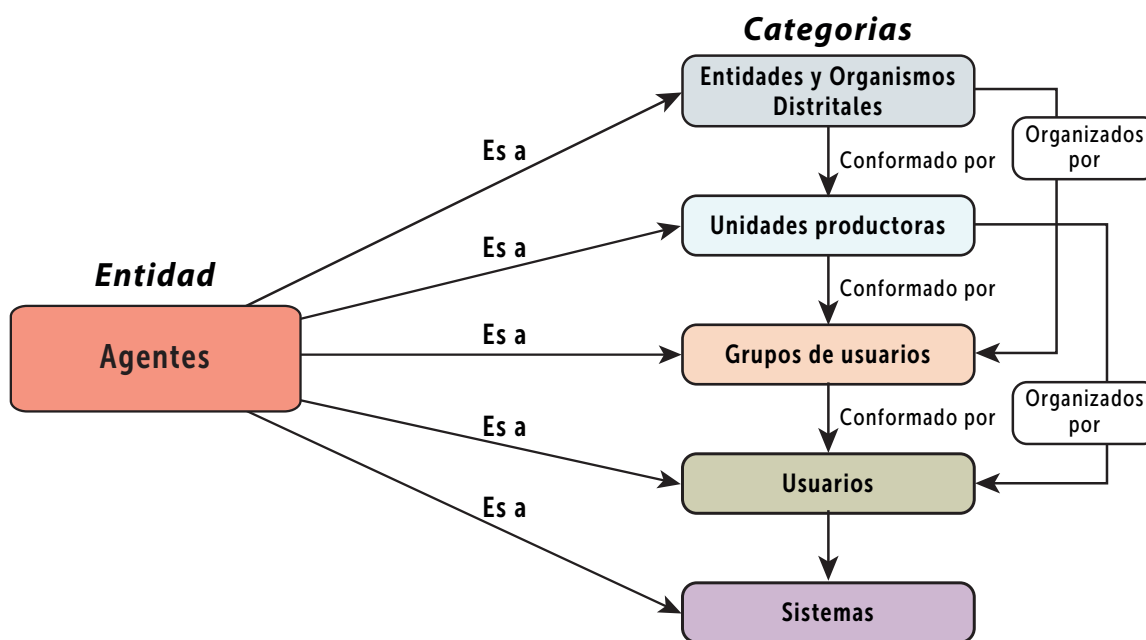 Categorias
Entidades y Organismos
Distritales
Es a
Organizados
por
Conformado por
Unidades productoras
Es a
Entidad
Conformado por
Agentes
Es a
Grupos de usuarios
Organizados
por
Conformado por
Es a
Usuarios
Es a
Sistemas